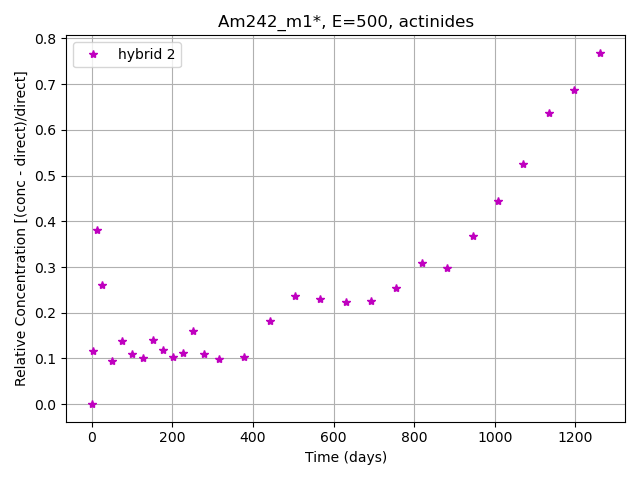 Am242_m1*, E=500, actinides
hybrid 2
Relative Concentration [(conc - direct)/direct]
0.8
0.7
0.6
0.5
0.4
0.3
0.2
0.1
0.0
0 200 400 600 800 1000 1200
Time (days)